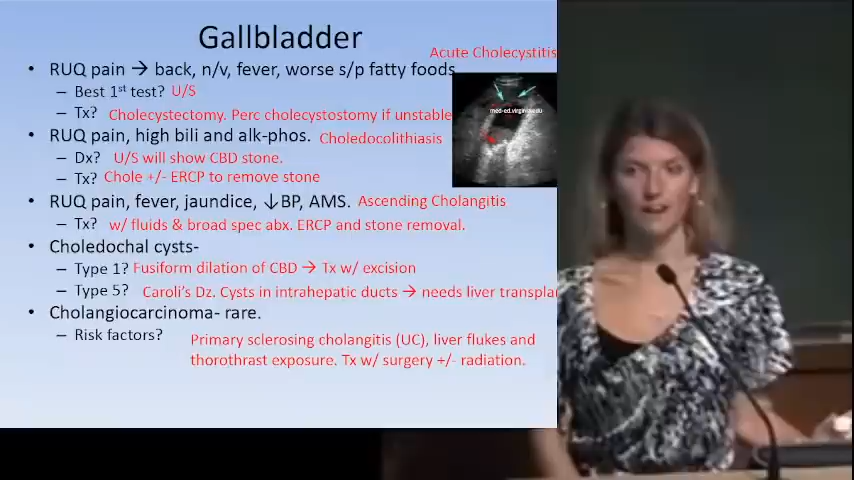 Gallbladder
Acute Cholecystitis
• RUQ pain → back, n/v, fever, worse s/p fatty foods
– Best 1st test? U/S
– Tx? Cholecystectomy. Perc cholecystostomy if unstable
med-ed.virginia.edu
• RUQ pain, high bili and alk-phos. Choledocolithiasis
– Dx? U/S will show CBD stone.
– Tx? Chole +/- ERCP to remove stone
• RUQ pain, fever, jaundice, ↓BP, AMS. Ascending Cholangitis
– Tx? w/ fluids & broad spec abx. ERCP and stone removal.
• Choledochal cysts-
– Type 1? Fusiform dilation of CBD → Tx w/ excision
– Type 5? Caroli's Dz. Cysts in intrahepatic ducts → needs liver transpla
• Cholangiocarcinoma- rare.
– Risk factors? Primary sclerosing cholangitis (UC), liver flukes and
thorothrast exposure. Tx w/ surgery +/- radiation.